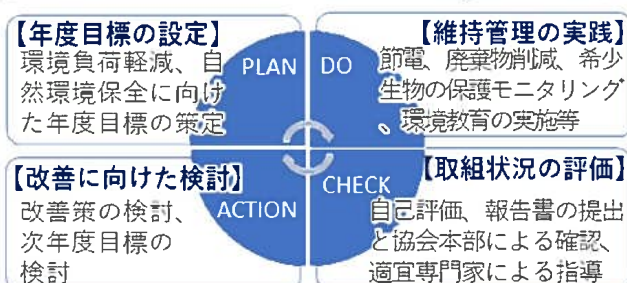 【年度目標の設定】
環境負荷軽減、自
然環境保全に向け
た年度目標の策定
PLAN
DO
【維持管理の実践】
節電、廃棄物削減、希少
生物の保護モニタリング
、環境教育の実施等
【改善に向けた検討】
改善策の検討、
次年度目標の
検討
ACTION
CHECK
【取組状況の評価】
自己評価、報告書の提出
と協会本部による確認、
適宜専門家による指導